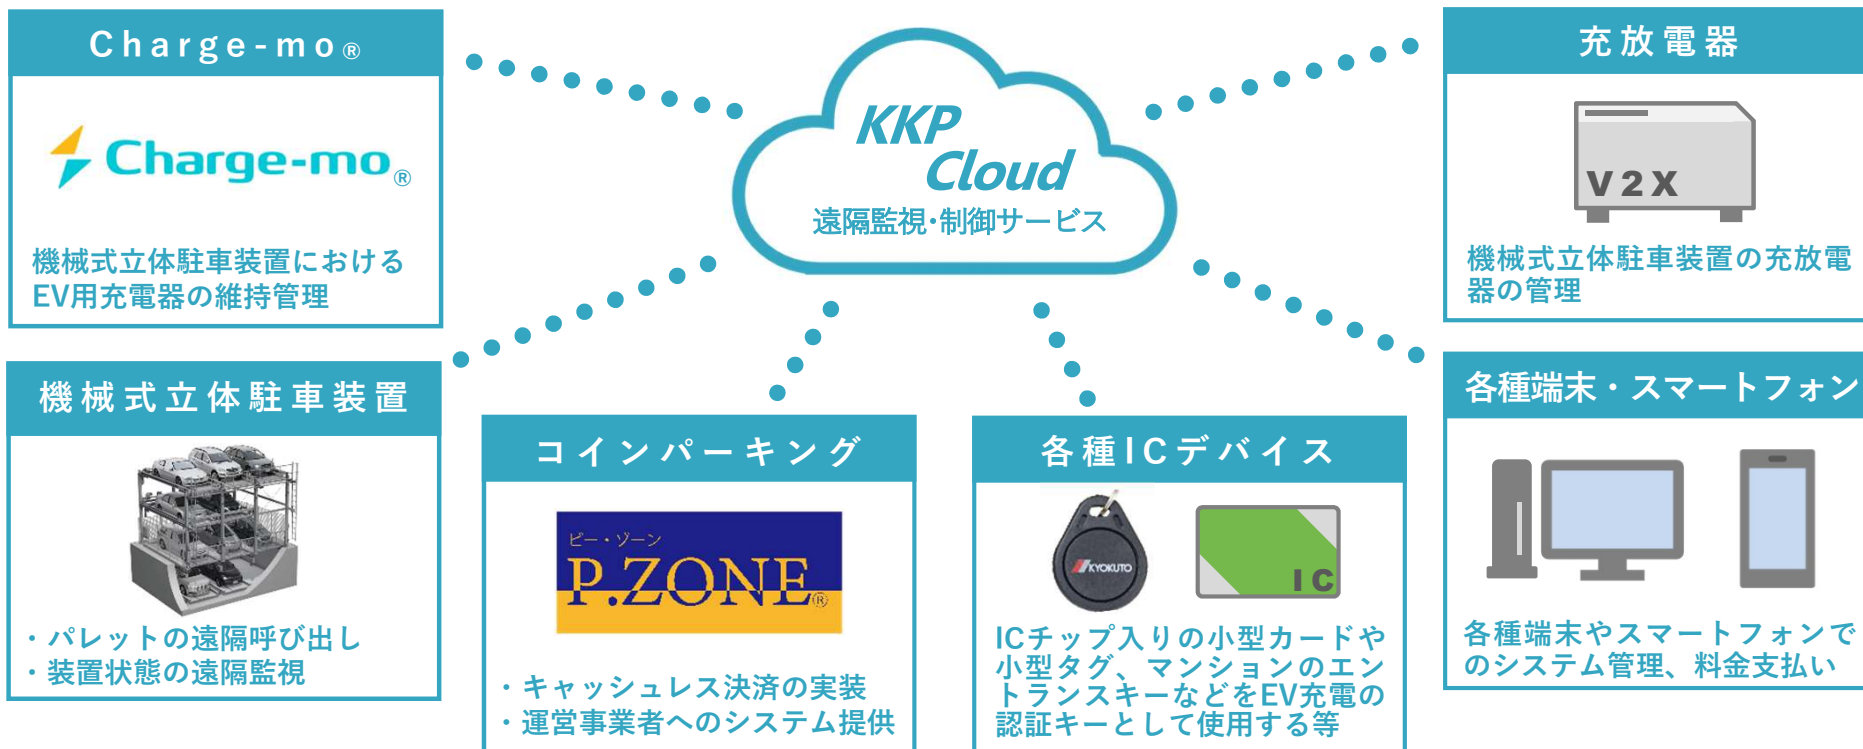 Charge-mo®
Charge-mo®
機械式立体駐車装置における
EV用充電器の維持管理
KKP
Cloud
遠隔監視・制御サービス
充放電器
V2X
機械式立体駐車装置の充放電
器の管理
機械式立体駐車装置
・パレットの遠隔呼び出し
・装置状態の遠隔監視
コインパーキング
ピー・ゾーン
P.ZONE®
・キャッシュレス決済の実装
・運営事業者へのシステム提供
各種ICデバイス
KYOKUTO
IC
ICチップ入りの小型カードや
小型タグ、マンションのエン
トランスキーなどをEV充電の
認証キーとして使用する等
各種端末・スマートフォン
各種端末やスマートフォンで
のシステム管理、料金支払い